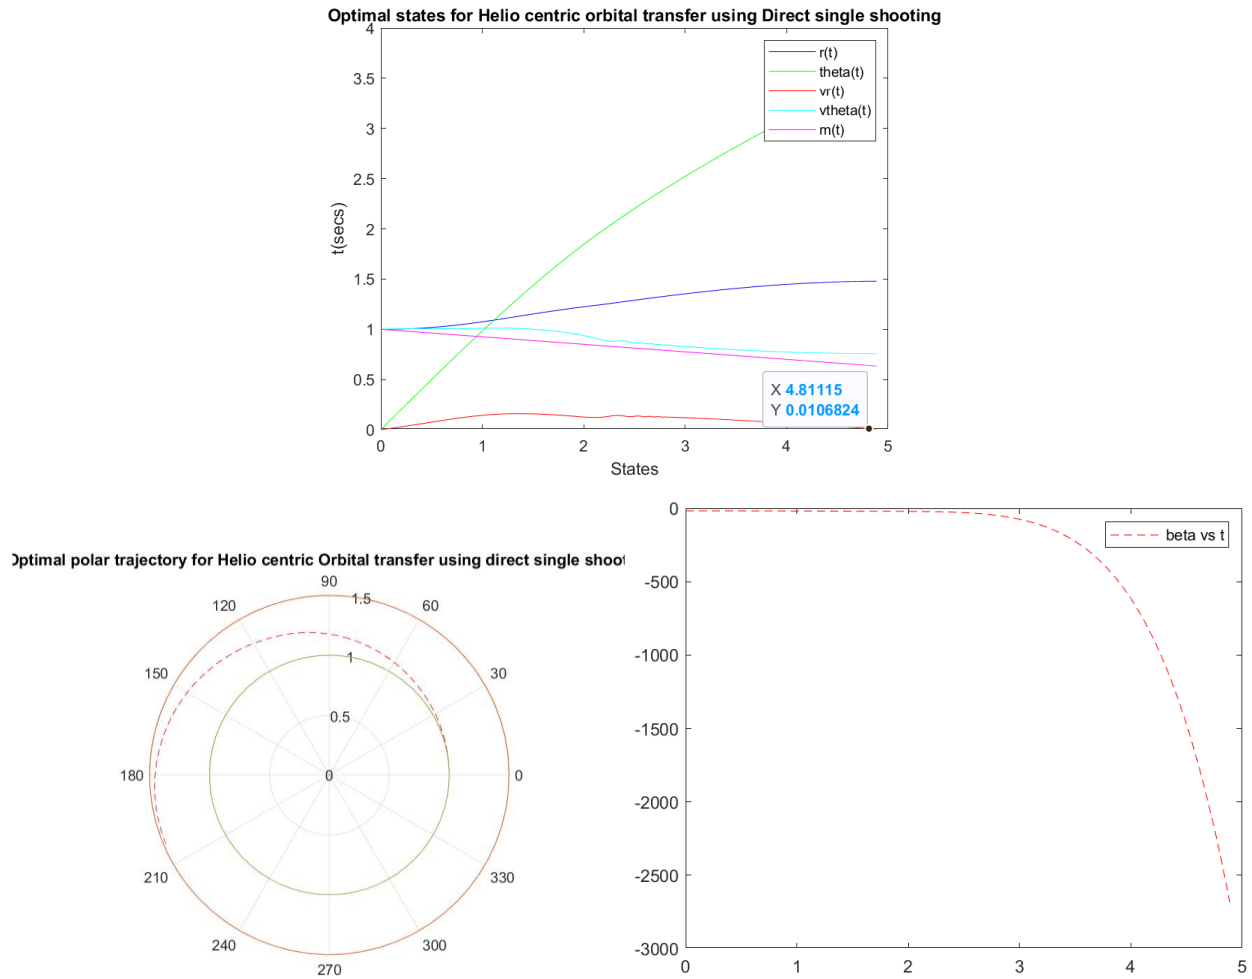 Optimal states for Helio centric orbital transfer using Direct single shooting
4
3.5
3
2.5
2
1.5
1
0.5
0
t(secs)
r(t)
theta(t)
vr(t)
vtheta(t)
m(t)
X 4.81115
Y 0.0106824
0 1 2 3 4 5
States
Optimal polar trajectory for Helio centric Orbital transfer using direct single shoot
90
120 60
1.5
150 30
1
0.5
180 0 0
210 330
240 300
270
0
-500
-1000
-1500
-2000
-2500
-3000
beta vs t
0 1 2 3 4 5